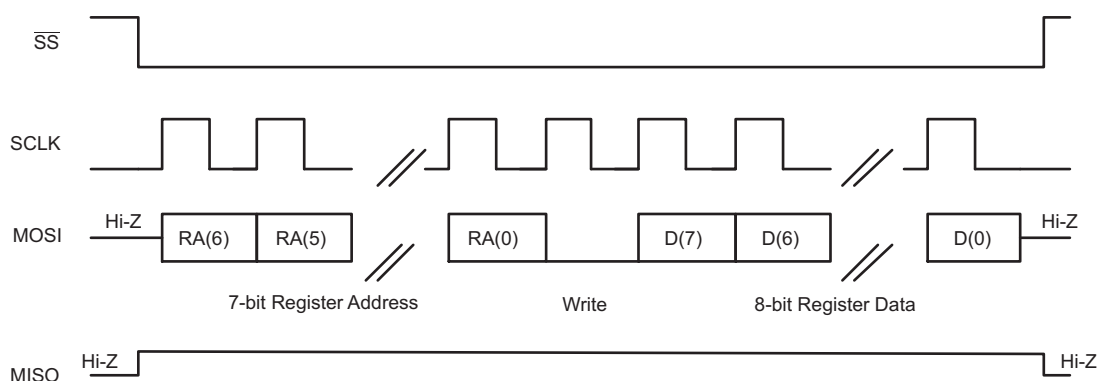 SS
SCLK
Hi-Z Hi-Z
MOSI RA(6) RA(5) RA(0) D(7) D(6) D(0)
7-bit Register Address Write 8-bit Register Data
Hi-Z Hi-Z
MISO